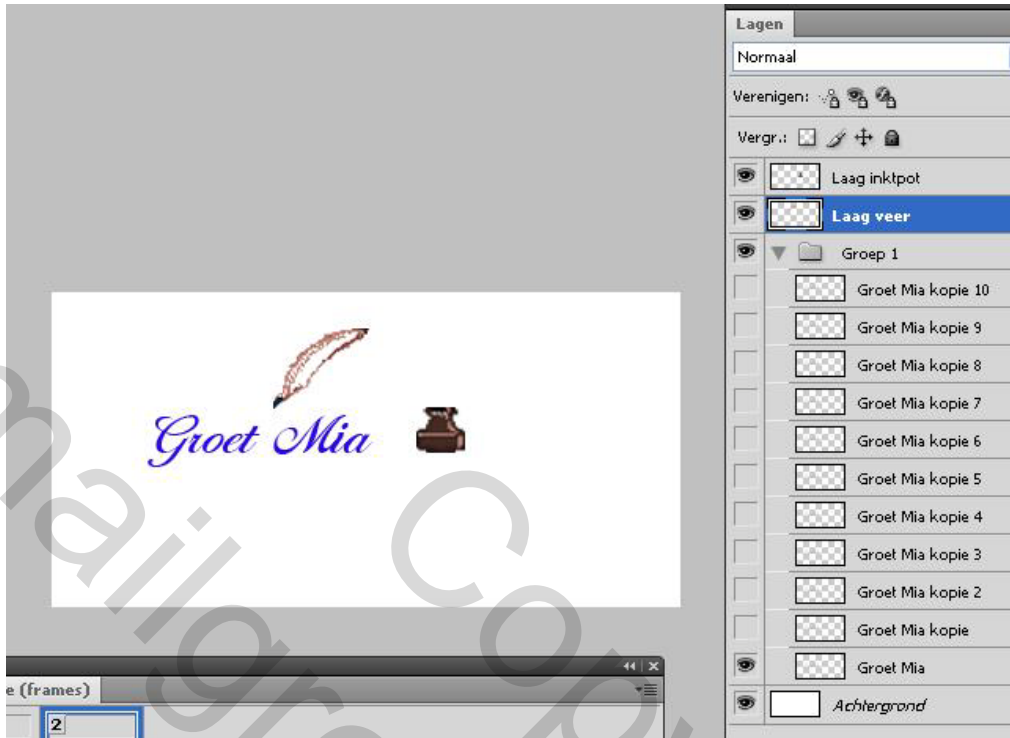 Lagen
Normaal
Verenigen:
Vergr.:
Laag inktpot
Laag veer
Groep 1
Groet Mia kopie 10
Groet Mia kopie 9
Groet Mia kopie 8
Groet Mia kopie 7
Groet Mia kopie 6
Groet Mia kopie 5
Groet Mia kopie 4
Groet Mia kopie 3
Groet Mia kopie 2
Groet Mia kopie
Groet Mia
Achtergrond
Groet Mia
e (frames)
2